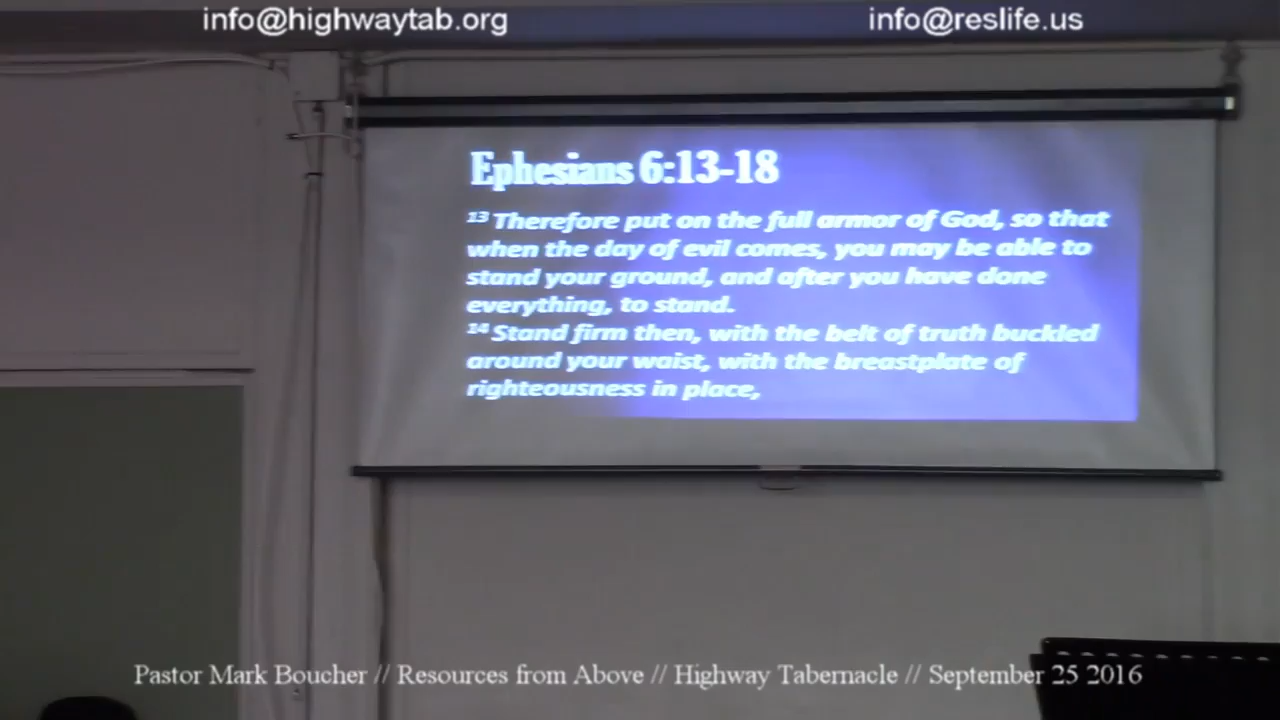 info@highwaytab.org
info@reslife.us
Ephesians 6:13-18
13 Therefore put on the full armor of God, so that
when the day of evil comes, you may be able to
stand your ground, and after you have done
everything, to stand.
14 Stand firm then, with the belt of truth buckled
around your waist, with the breastplate of
righteousness in place,
Pastor Mark Boucher // Resources from Above // Highway Tabernacle // September 25 2016